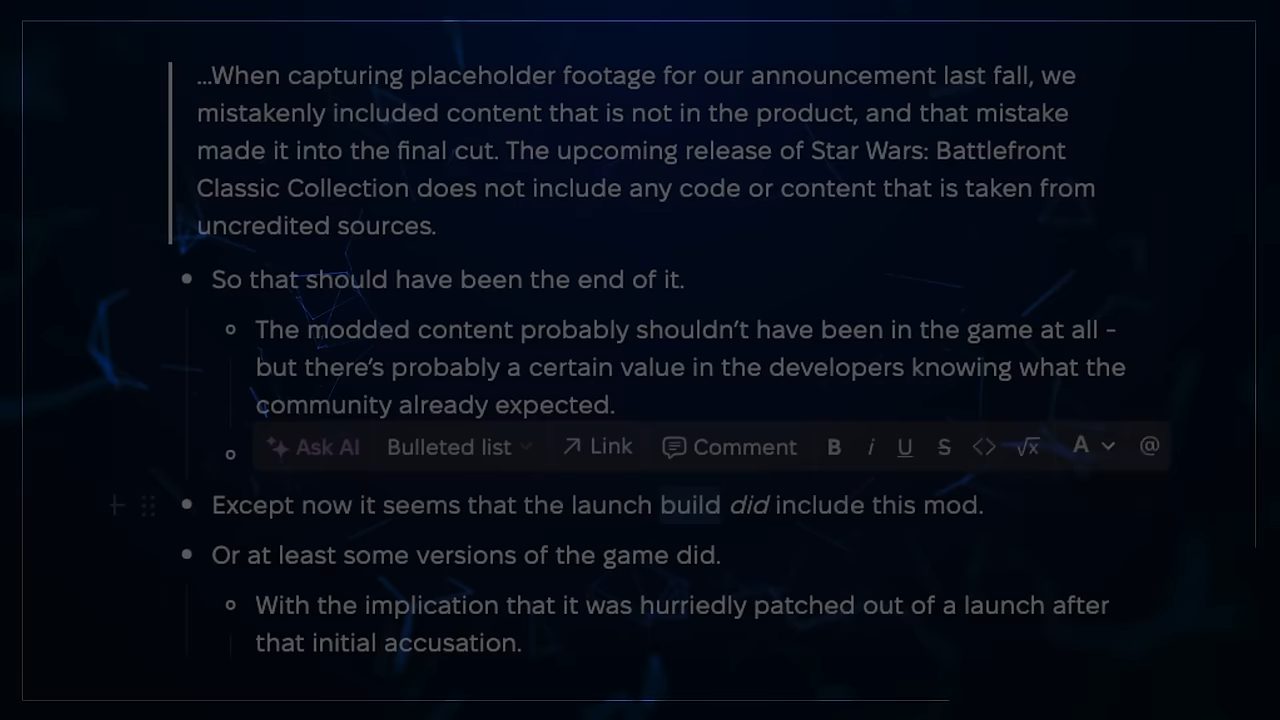 ...When capturing placeholder footage for our announcement last fall, we
mistakenly included content that is not in the product, and that mistake
made it into the final cut. The upcoming release of Star Wars: Battlefront
Classic Collection does not include any code or content that is taken from
uncredited sources.
• So that should have been the end of it.
◦ The modded content probably shouldn't have been in the game at all -
but there's probably a certain value in the developers knowing what the
community already expected.
◦ Ask AI Bulleted list Link Comment B i U S <> √x A @
• Except now it seems that the launch build did include this mod.
• Or at least some versions of the game did.
◦ With the implication that it was hurriedly patched out of a launch after
that initial accusation.